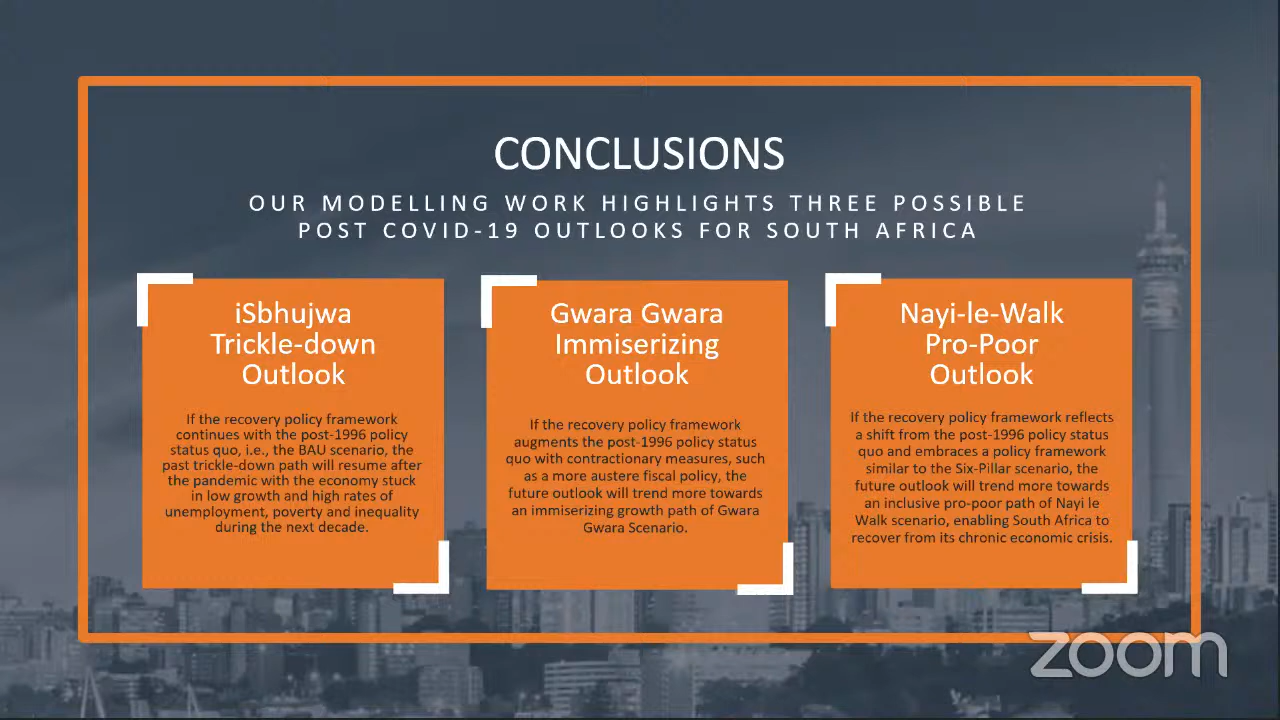 CONCLUSIONS
OUR MODELLING WORK HIGHLIGHTS THREE POSSIBLE
POST COVID-19 OUTLOOKS FOR SOUTH AFRICA
iSbhujwa
Trickle-down
Outlook
If the recovery policy framework
continues with the post-1996 policy
status quo, i.e., the BAU scenario, the
past trickle-down path will resume after
the pandemic with the economy stuck
in low growth and high rates of
unemployment, poverty and inequality
during the next decade.
Gwara Gwara
Immiserizing
Outlook
If the recovery policy framework
augments the post-1996 policy status
quo with contractionary measures, such
as a more austere fiscal policy, the
future outlook will trend more towards
an immiserizing growth path of Gwara
Gwara Scenario.
Nayi-le-Walk
Pro-Poor
Outlook
If the recovery policy framework reflects
a shift from the post-1996 policy status
quo and embraces a policy framework
similar to the Six-Pillar scenario, the
future outlook will trend more towards
an inclusive pro-poor path of Nayi le
Walk scenario, enabling South Africa to
recover from its chronic economic crisis.
zoom